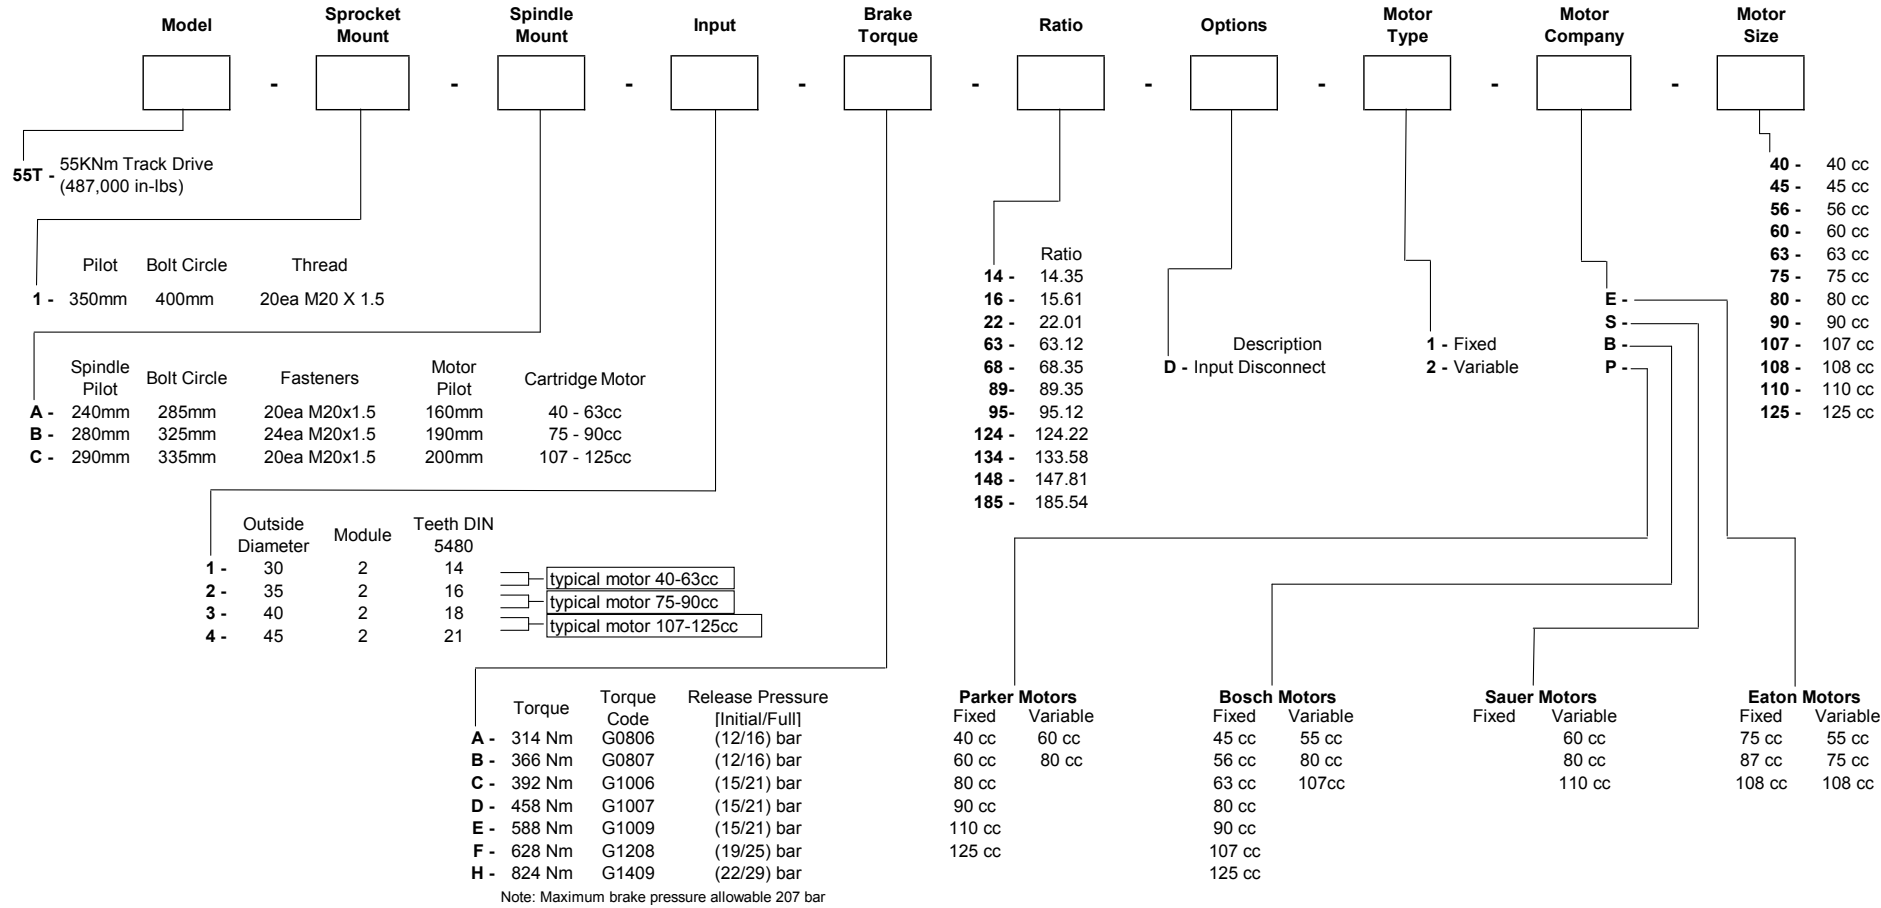 Model
Sprocket
Mount
Spindle
Mount
Input
Brake
Torque
Ratio
Options
Motor
Type
Motor
Company
Motor
Size
- - - - - - - - -
55T - 55KNm Track Drive
(487,000 in-lbs)
Pilot Bolt Circle Thread
1 - 350mm 400mm 20ea M20 X 1.5
Spindle
Pilot
Bolt Circle
Fasteners
Motor
Pilot
Cartridge Motor
A - 240mm 285mm 20ea M20x1.5 160mm 40 - 63cc
B - 280mm 325mm 24ea M20x1.5 190mm 75 - 90cc
C - 290mm 335mm 20ea M20x1.5 200mm 107 - 125cc
Outside
Diameter
Module
Teeth DIN
5480
1 - 30 2 14
2 - 35 2 16
3 - 40 2 18
4 - 45 2 21
typical motor 40-63cc
typical motor 75-90cc
typical motor 107-125cc
Torque
Torque
Code
Release Pressure
[Initial/Full]
A - 314 Nm G0806 (12/16) bar
B - 366 Nm G0807 (12/16) bar
C - 392 Nm G1006 (15/21) bar
D - 458 Nm G1007 (15/21) bar
E - 588 Nm G1009 (15/21) bar
F - 628 Nm G1208 (19/25) bar
H - 824 Nm G1409 (22/29) bar
Note: Maximum brake pressure allowable 207 bar
Ratio
14 - 14.35
16 - 15.61
22 - 22.01
63 - 63.12
68 - 68.35
89- 89.35
95- 95.12
124 - 124.22
134 - 133.58
148 - 147.81
185 - 185.54
Description
D - Input Disconnect
1 - Fixed
2 - Variable
E -
S -
B -
P -
40 - 40 cc
45 - 45 cc
56 - 56 cc
60 - 60 cc
63 - 63 cc
75 - 75 cc
80 - 80 cc
90 - 90 cc
107 - 107 cc
108 - 108 cc
110 - 110 cc
125 - 125 cc
Parker Motors
Fixed Variable
40 cc 60 cc
60 cc 80 cc
80 cc
90 cc
110 cc
125 cc
Bosch Motors
Fixed Variable
45 cc 55 cc
56 cc 80 cc
63 cc 107cc
80 cc
90 cc
107 cc
125 cc
Sauer Motors
Fixed Variable
60 cc
80 cc
110 cc
Eaton Motors
Fixed Variable
75 cc 55 cc
87 cc 75 cc
108 cc 108 cc